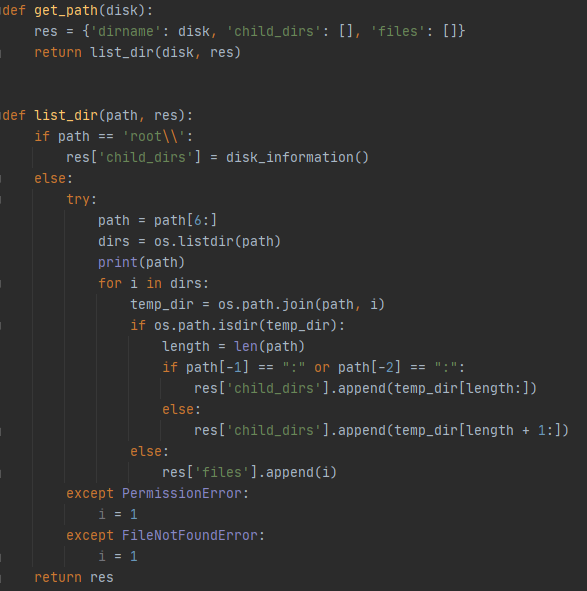 def get_path(disk):
    res = {'dirname': disk, 'child_dirs': [], 'files': []}
    return list_dir(disk, res)
def list_dir(path, res):
    if path == 'root\\':
        res['child_dirs'] = disk_information()
    else:
        try:
            path = path[6:]
            dirs = os.listdir(path)
            print(path)
            for i in dirs:
                temp_dir = os.path.join(path, i)
                if os.path.isdir(temp_dir):
                    length = len(path)
                    if path[-1] == ":" or path[-2] == ":":
                        res['child_dirs'].append(temp_dir[length:])
                    else:
                        res['child_dirs'].append(temp_dir[length + 1:])
                else:
                    res['files'].append(i)
        except PermissionError:
            i = 1
        except FileNotFoundError:
            i = 1
    return res